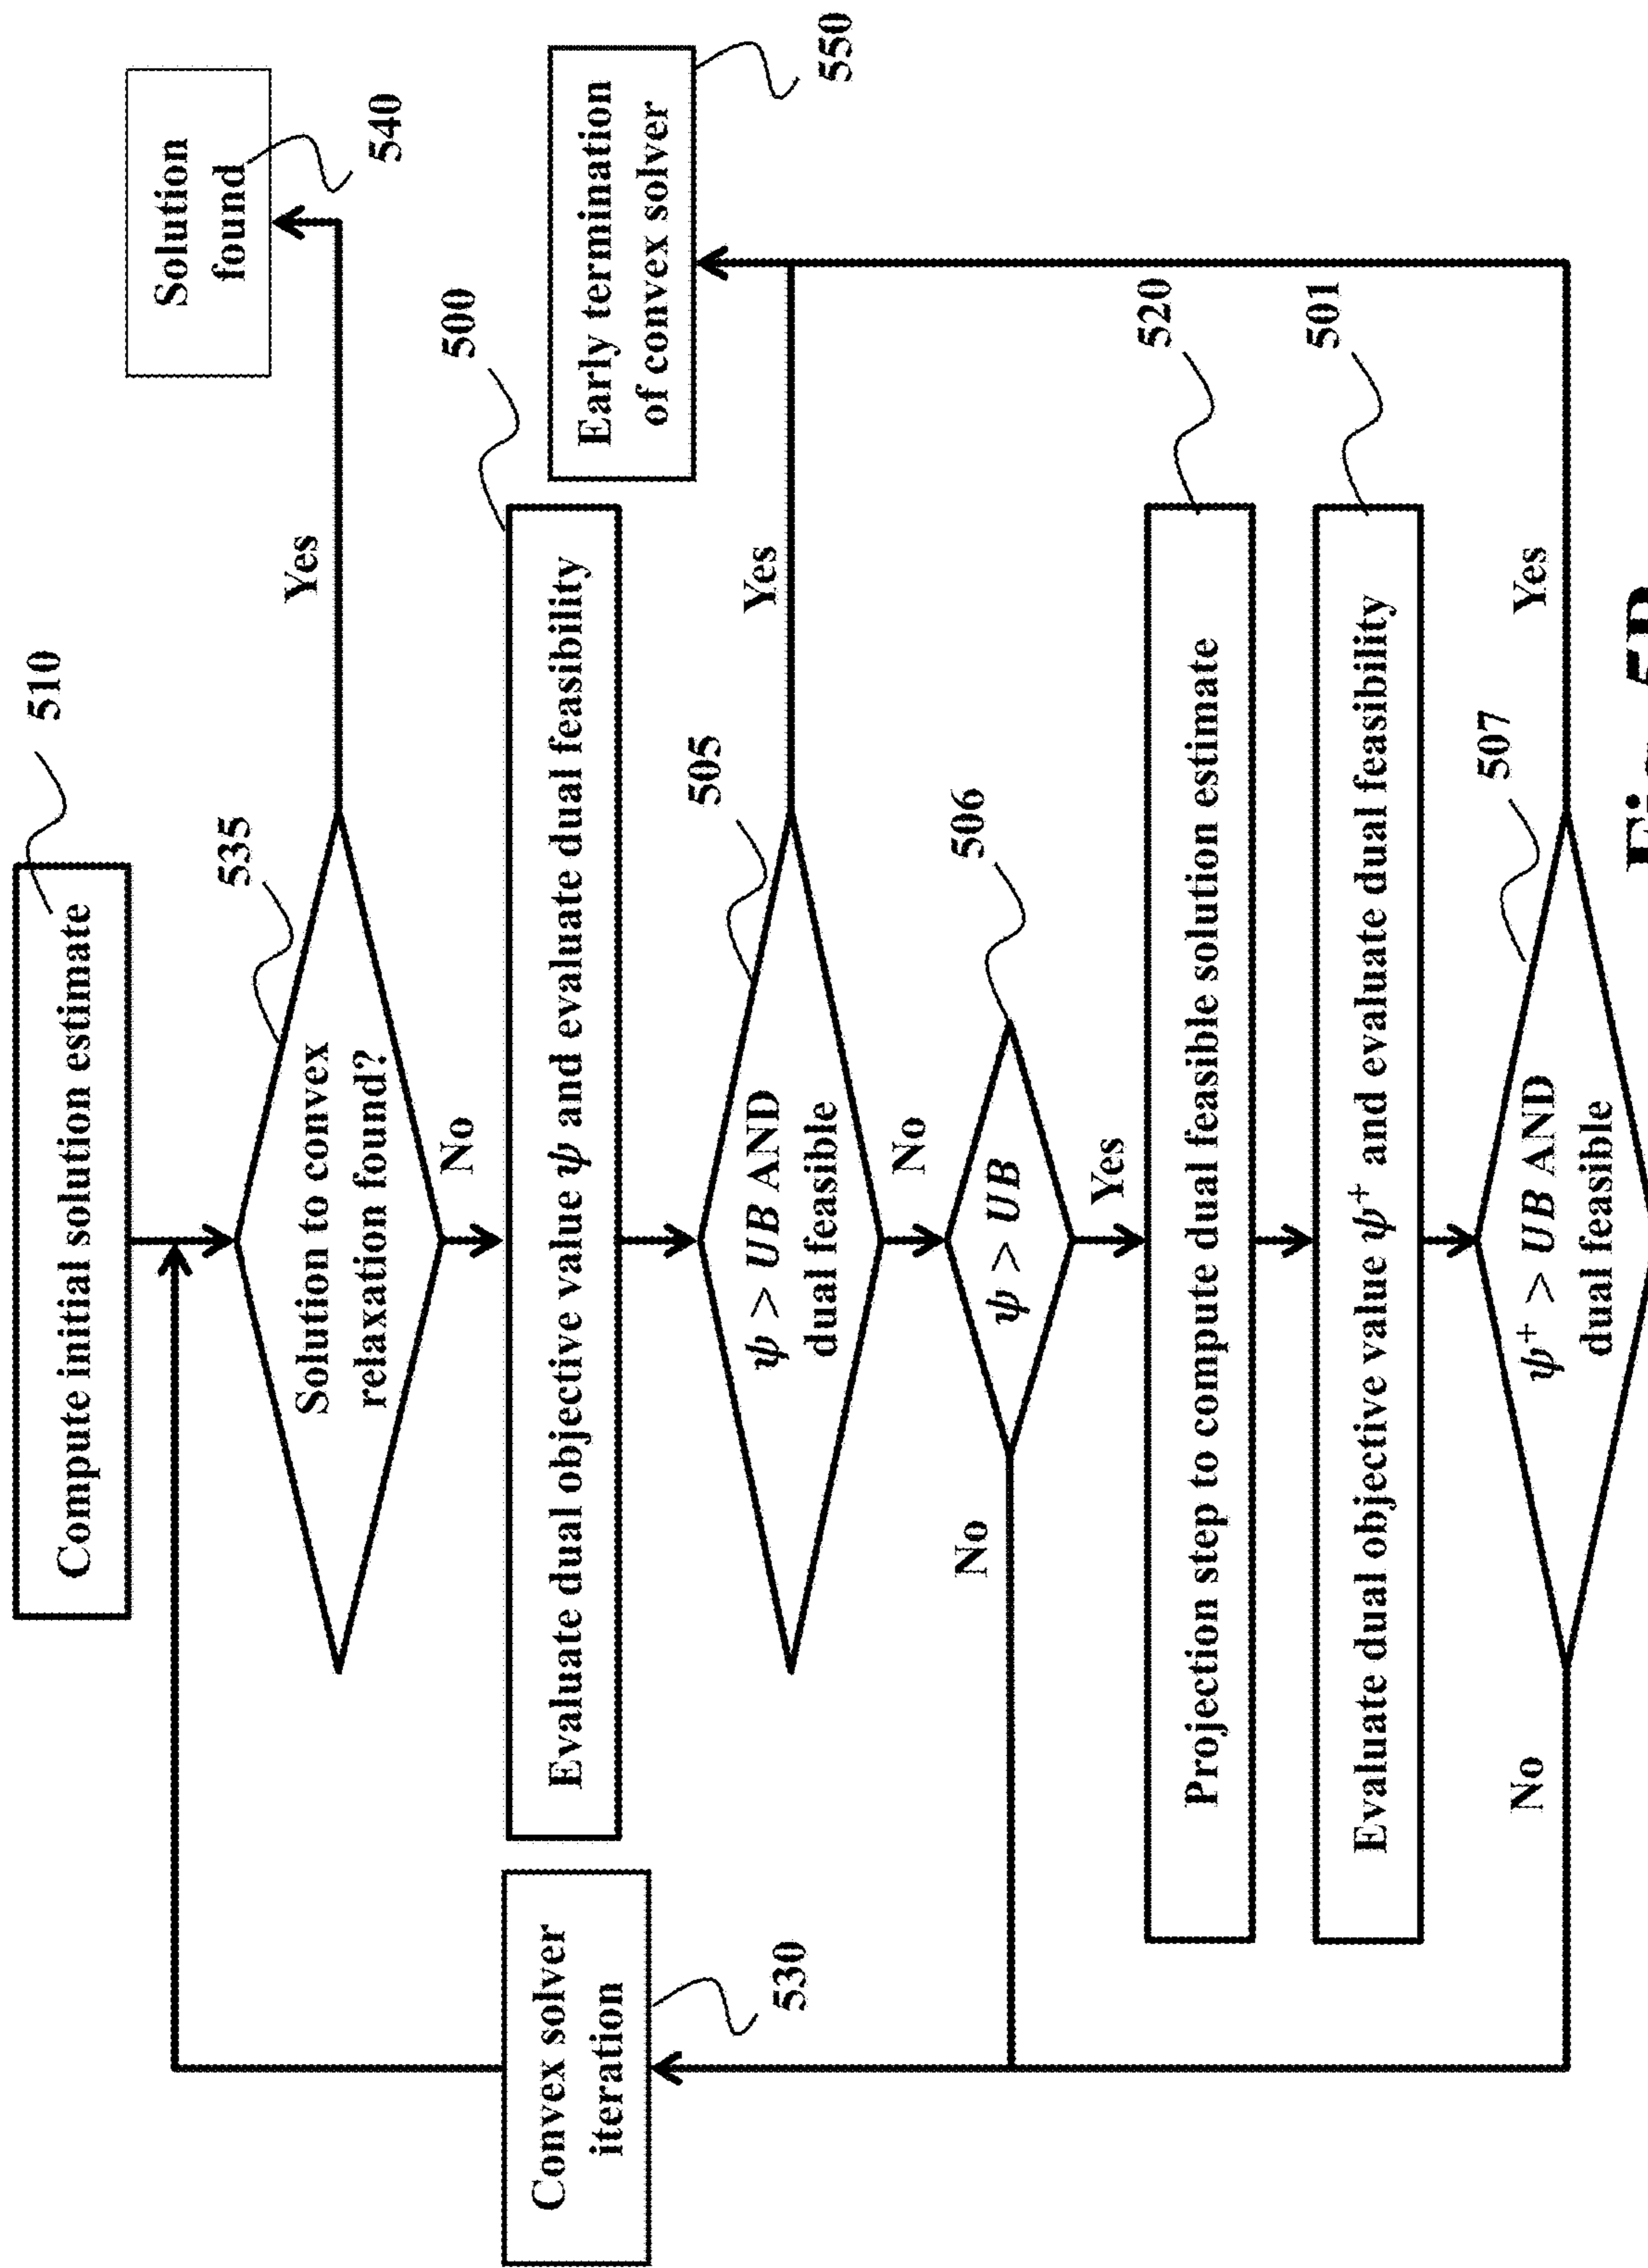 510
Compute initial solution estimate
535
Solution to convex
relaxation found?
Yes
Solution
found
540
No
500
Evaluate dual objective value ψ and evaluate dual feasibility
Convex solver
iteration
530
505
ψ > UB AND
dual feasible
Yes
Early termination
of convex solver
550
No
506
ψ > UB
No
Yes
520
Projection step to compute dual feasible solution estimate
501
Evaluate dual objective value ψ⁺ and evaluate dual feasibility
507
ψ⁺ > UB AND
dual feasible
No
Yes